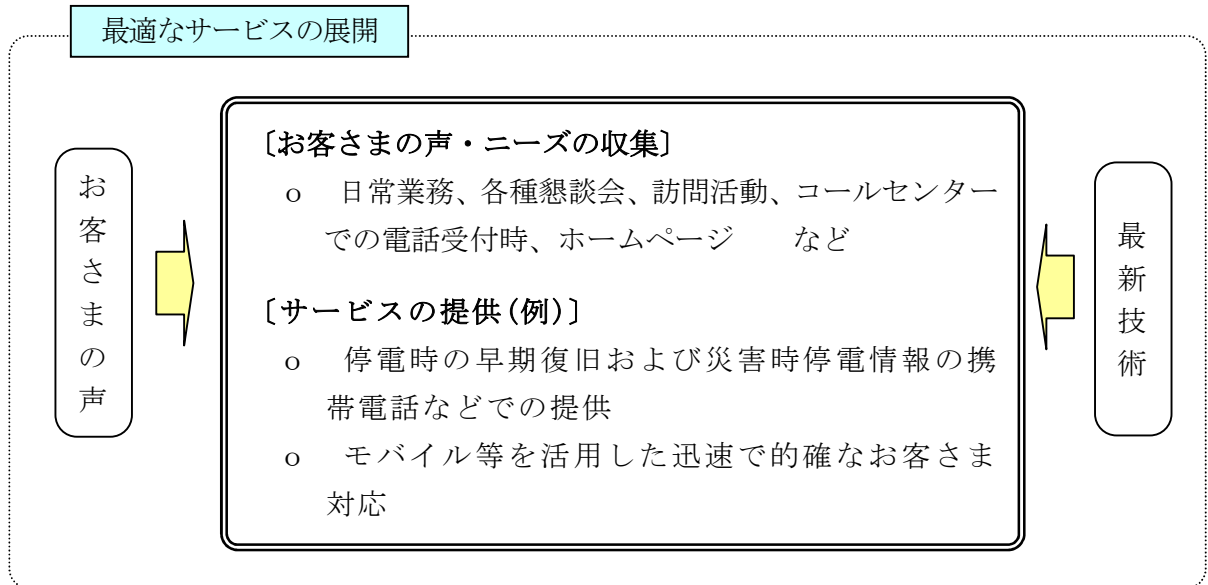 最適なサービスの展開
お客さまの声
〔お客さまの声・ニーズの収集〕
o 日常業務、各種懇談会、訪問活動、コールセンター
での電話受付時、ホームページ　　など
〔サービスの提供(例)〕
o 停電時の早期復旧および災害時停電情報の携
帯電話などでの提供
o モバイル等を活用した迅速で的確なお客さま
対応
最新技術